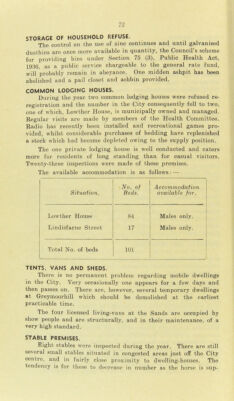 22
STORAGE OF HOUSEHOLD REFUSE.
The control on the use of zinc continues and until galvanised
dustbins are once more available in quantity, the Council's scheme
for providing bins under Section 75 (3), Public Health Act,
1936, as a public service chargeable to the general rate fund,
will probably remain in abeyance. One midden ashpit has been
abolished and a pail closet and ashbin provided.
COMMON LODGING HOUSES.
During the year two common lodging houses were refused re-
registration and the number in the City consequently fell to two,
one of which, Lowther House, is municipally owned and managed.
Regular visits are made by members of the Health Committee.
Radio has recently been installed and recreational games pro-
vided, whilst considerable purchases of bedding have replenished
a stock which had become depleted owing to the supply position.
The one private lodging house is well conducted and caters
more for residents of long standing than for casual visitors.
Twenty-three inspections were made of these premises.
The available accommodation is as follows: —
Situation. No. of Beds. Accommodation available for.
Lowther House 84 Males only.
Lindisfarne Street 17 Males only.
Total No. of beds 101
TENTS, VANS AND SHEDS.
There is no permanent problem regarding mobile dwellings
in the City. Very occasionally one appears for a few days and
then passes on. There are, however, several temporary dwellings
at Greymoorhill which should be demolished at the earliest
practicable time.
The four licensed living-vans at the Sands are occupied by
show people and are structurally, and in their maintenance, of a
very high standard.
STABLE PREMISES.
Eight stables were inspected during the year. There are still
several small stables situated in congested areas just off the City
centre, and in fairly close proximity to dwelling-houses. The
tendency is for these to decrease in number as the horse is sup-